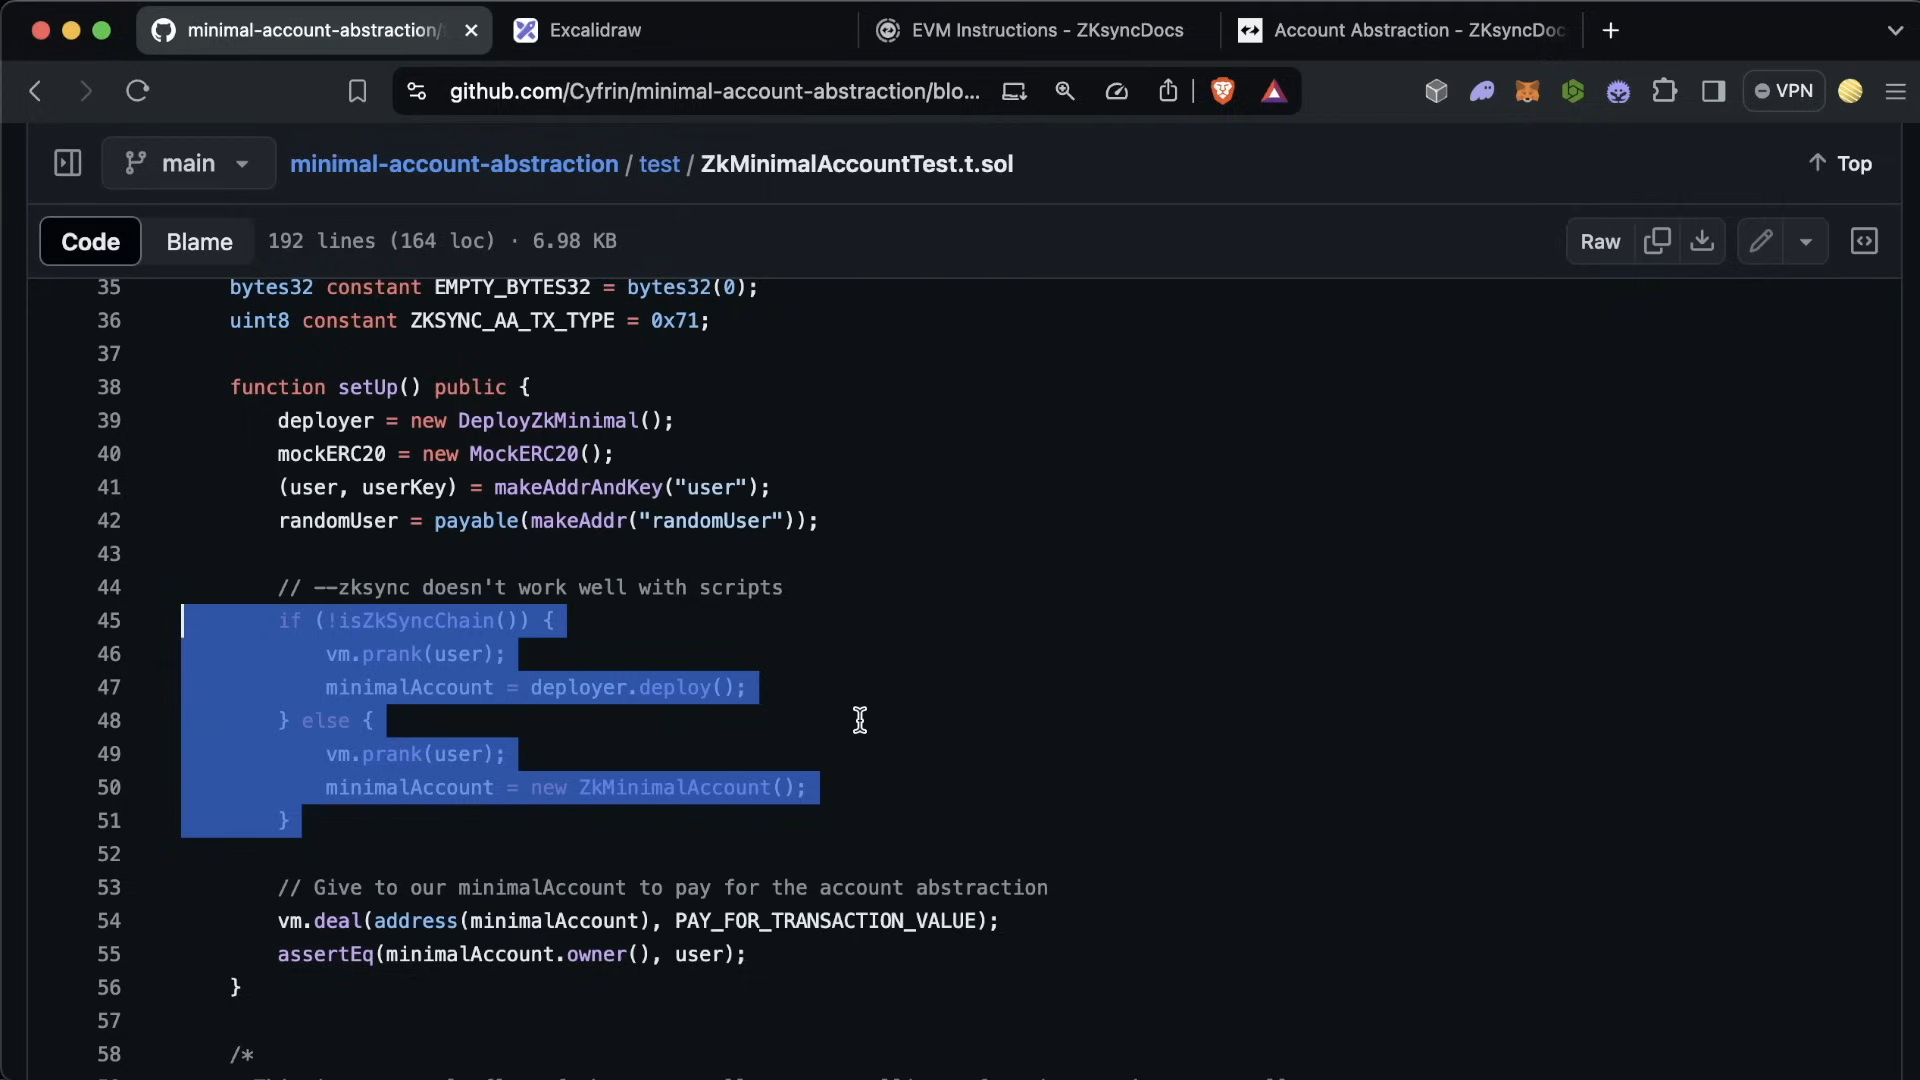 minimal-account-abstraction/
Excalidraw
EVM Instructions - ZKsyncDocs
Account Abstraction - ZKsyncDoc
github.com/Cyfrin/minimal-account-abstraction/blo...
VPN
main
minimal-account-abstraction / test / ZkMinimalAccountTest.t.sol
Top
Code
Blame
192 lines (164 loc) · 6.98 KB
Raw
35 bytes32 constant EMPTY_BYTES32 = bytes32(0);
36 uint8 constant ZKSYNC_AA_TX_TYPE = 0x71;
37
38 function setUp() public {
39 deployer = new DeployZkMinimal();
40 mockERC20 = new MockERC20();
41 (user, userKey) = makeAddrAndKey("user");
42 randomUser = payable(makeAddr("randomUser"));
43
44 // --zksync doesn't work well with scripts
45 if (!isZkSyncChain()) {
46 vm.prank(user);
47 minimalAccount = deployer.deploy();
48 } else {
49 vm.prank(user);
50 minimalAccount = new ZkMinimalAccount();
51 }
52
53 // Give to our minimalAccount to pay for the account abstraction
54 vm.deal(address(minimalAccount), PAY_FOR_TRANSACTION_VALUE);
55 assertEq(minimalAccount.owner(), user);
56 }
57
58 /*